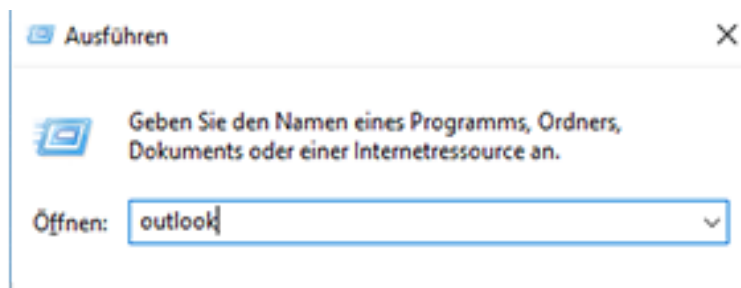 Ausführen
Geben Sie den Namen eines Programms, Ordners,
Dokuments oder einer Internetressource an.
Öffnen: outlook